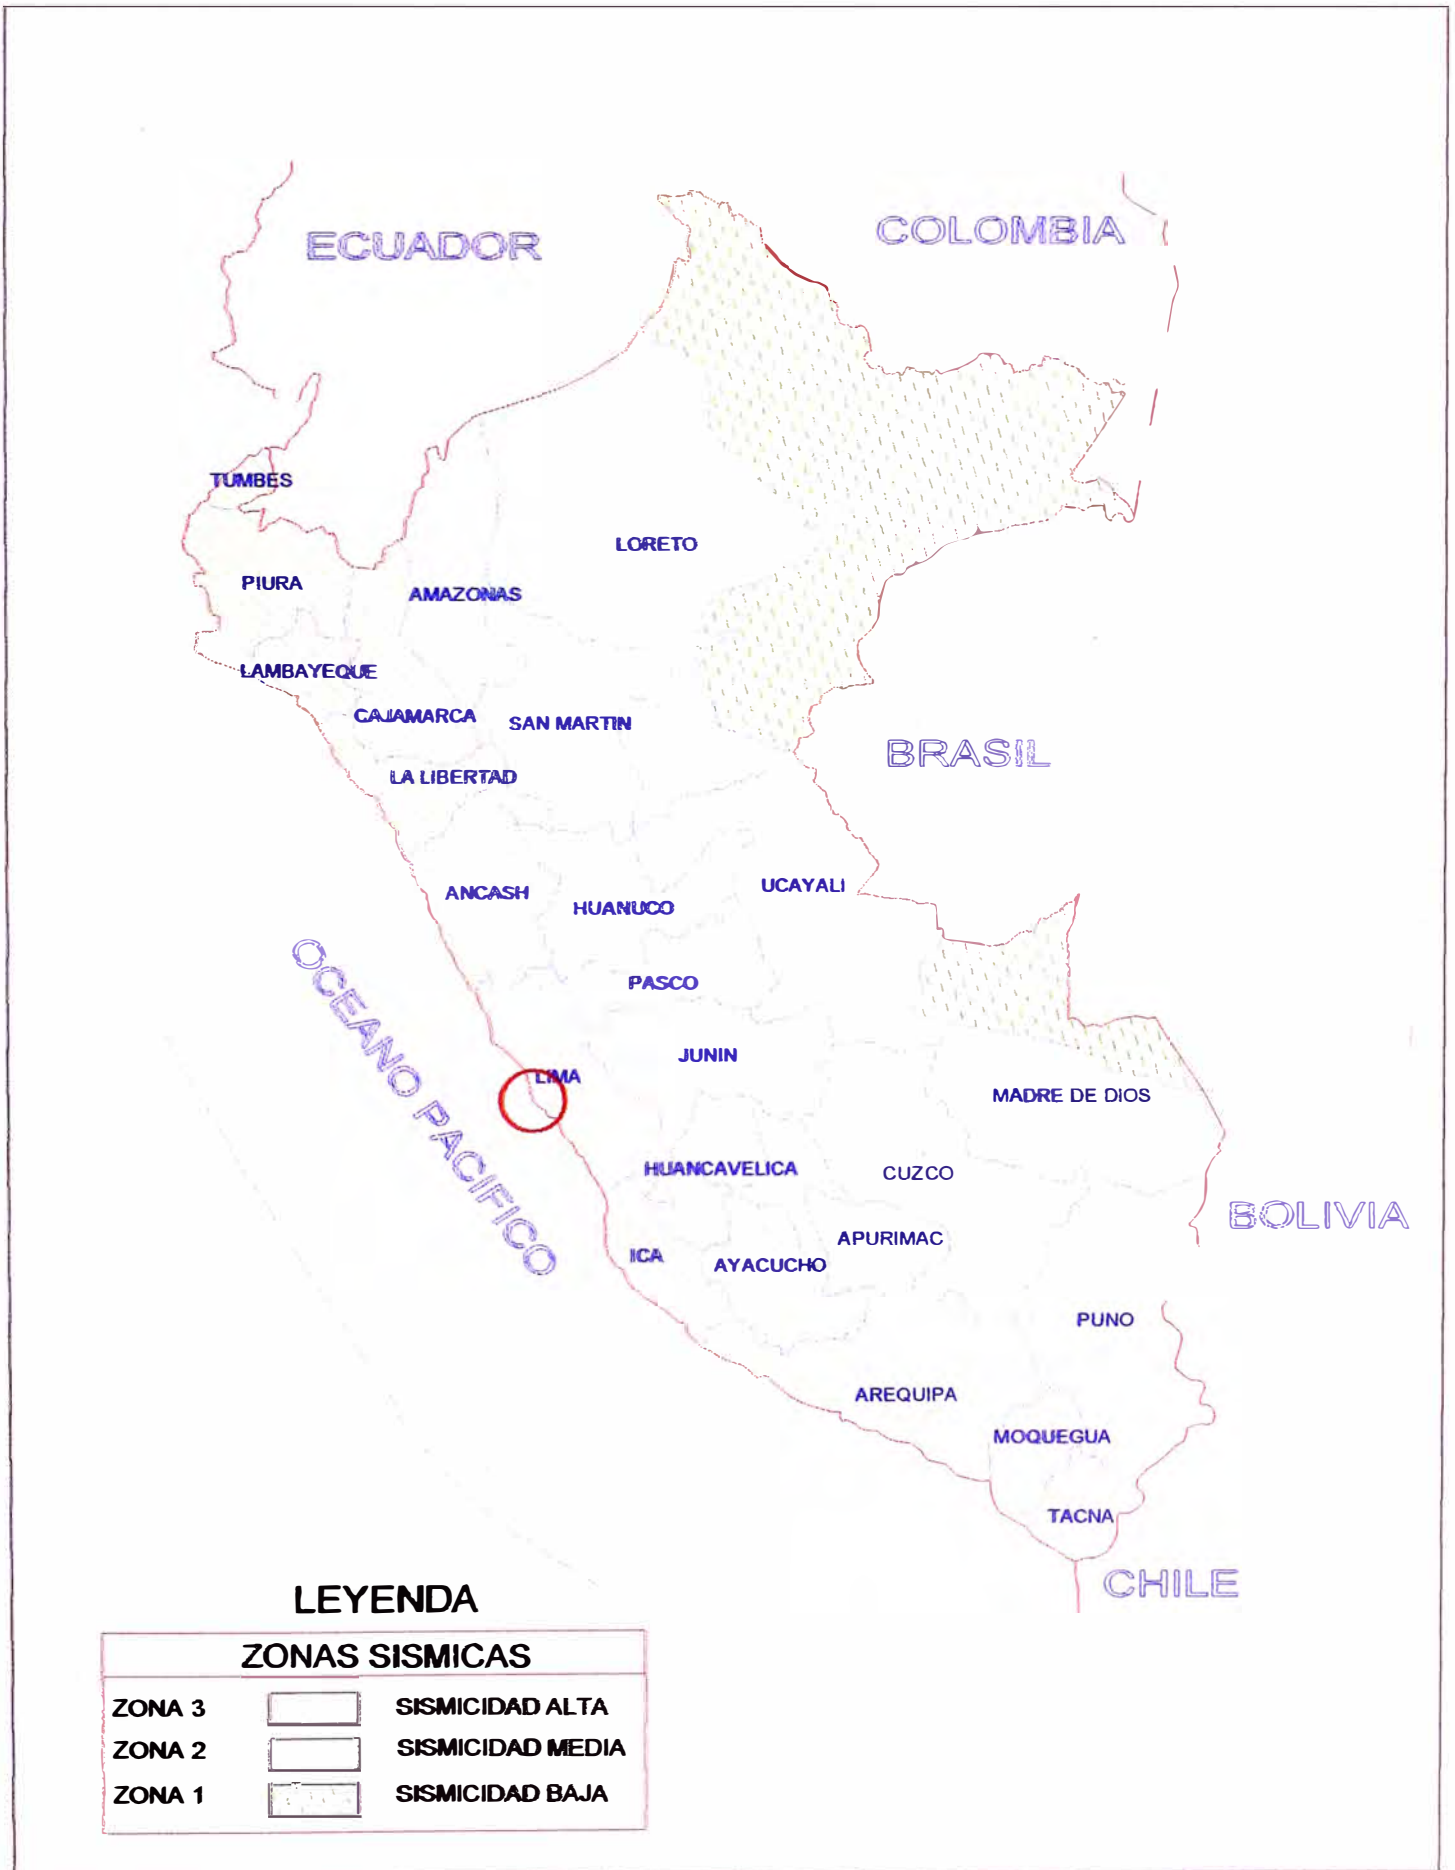 ECUADOR
COLOMBIA
TUMBES
LORETO
PIURA
AMAZONAS
LAMBAYEQUE
CAJAMARCA
SAN MARTIN
BRASIL
LA LIBERTAD
ANCASH
HUANUCO
UCAYALI
PASCO
OCEANO PACIFICO
JUNIN
LIMA
MADRE DE DIOS
HUANCAVELICA
CUZCO
BOLIVIA
APURIMAC
ICA
AYACUCHO
PUNO
AREQUIPA
MOQUEGUA
TACNA
CHILE
LEYENDA
ZONAS SISMICAS
ZONA 3 SISMICIDAD ALTA
ZONA 2 SISMICIDAD MEDIA
ZONA 1 SISMICIDAD BAJA